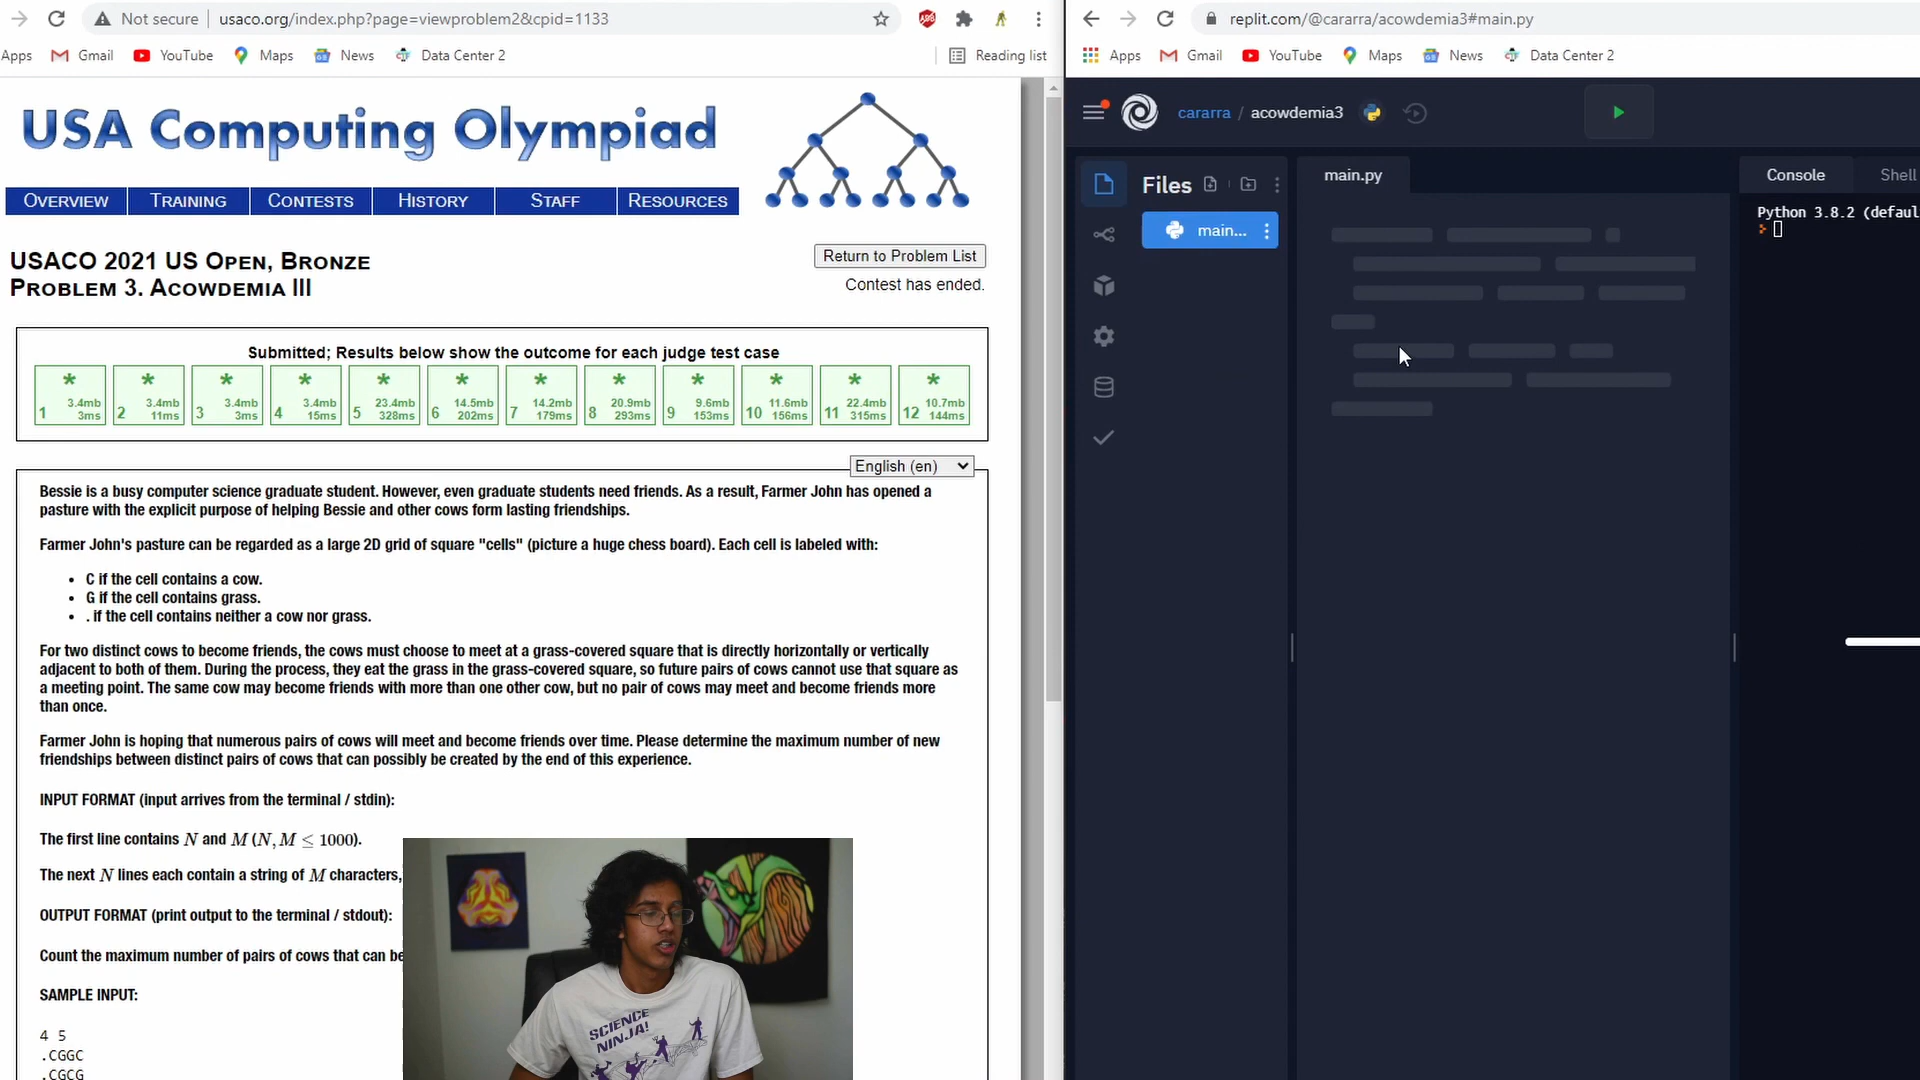 Not secure | usaco.org/index.php?page=viewproblem2&cpid=1133
Apps Gmail YouTube Maps News Data Center 2 Reading list
USA Computing Olympiad
OVERVIEW TRAINING CONTESTS HISTORY STAFF RESOURCES
USACO 2021 US OPEN, BRONZE
PROBLEM 3. ACOWDEMIA III
Return to Problem List
Contest has ended.
Submitted; Results below show the outcome for each judge test case
* * * * * * * * * * * *
1 3.4mb 3ms
2 3.4mb 11ms
3 3.4mb 3ms
4 3.4mb 15ms
5 23.4mb 328ms
6 14.5mb 202ms
7 14.2mb 179ms
8 20.9mb 293ms
9 9.6mb 153ms
10 11.6mb 156ms
11 22.4mb 315ms
12 10.7mb 144ms
English (en)
Bessie is a busy computer science graduate student. However, even graduate students need friends. As a result, Farmer John has opened a
pasture with the explicit purpose of helping Bessie and other cows form lasting friendships.
Farmer John's pasture can be regarded as a large 2D grid of square "cells" (picture a huge chess board). Each cell is labeled with:
• C if the cell contains a cow.
• G if the cell contains grass.
• . if the cell contains neither a cow nor grass.
For two distinct cows to become friends, the cows must choose to meet at a grass-covered square that is directly horizontally or vertically
adjacent to both of them. During the process, they eat the grass in the grass-covered square, so future pairs of cows cannot use that square as
a meeting point. The same cow may become friends with more than one other cow, but no pair of cows may meet and become friends more
than once.
Farmer John is hoping that numerous pairs of cows will meet and become friends over time. Please determine the maximum number of new
friendships between distinct pairs of cows that can possibly be created by the end of this experience.
INPUT FORMAT (input arrives from the terminal / stdin):
The first line contains N and M (N, M ≤ 1000).
The next N lines each contain a string of M characters,
OUTPUT FORMAT (print output to the terminal / stdout):
Count the maximum number of pairs of cows that can be
SAMPLE INPUT:
4 5
.CGGC
.CGCG
SCIENCE
NINJA!
replit.com/@cararra/acowdemia3#main.py
Apps Gmail YouTube Maps News Data Center 2
cararra / acowdemia3
Files
main...
main.py
Console Shell
Python 3.8.2 (defaul